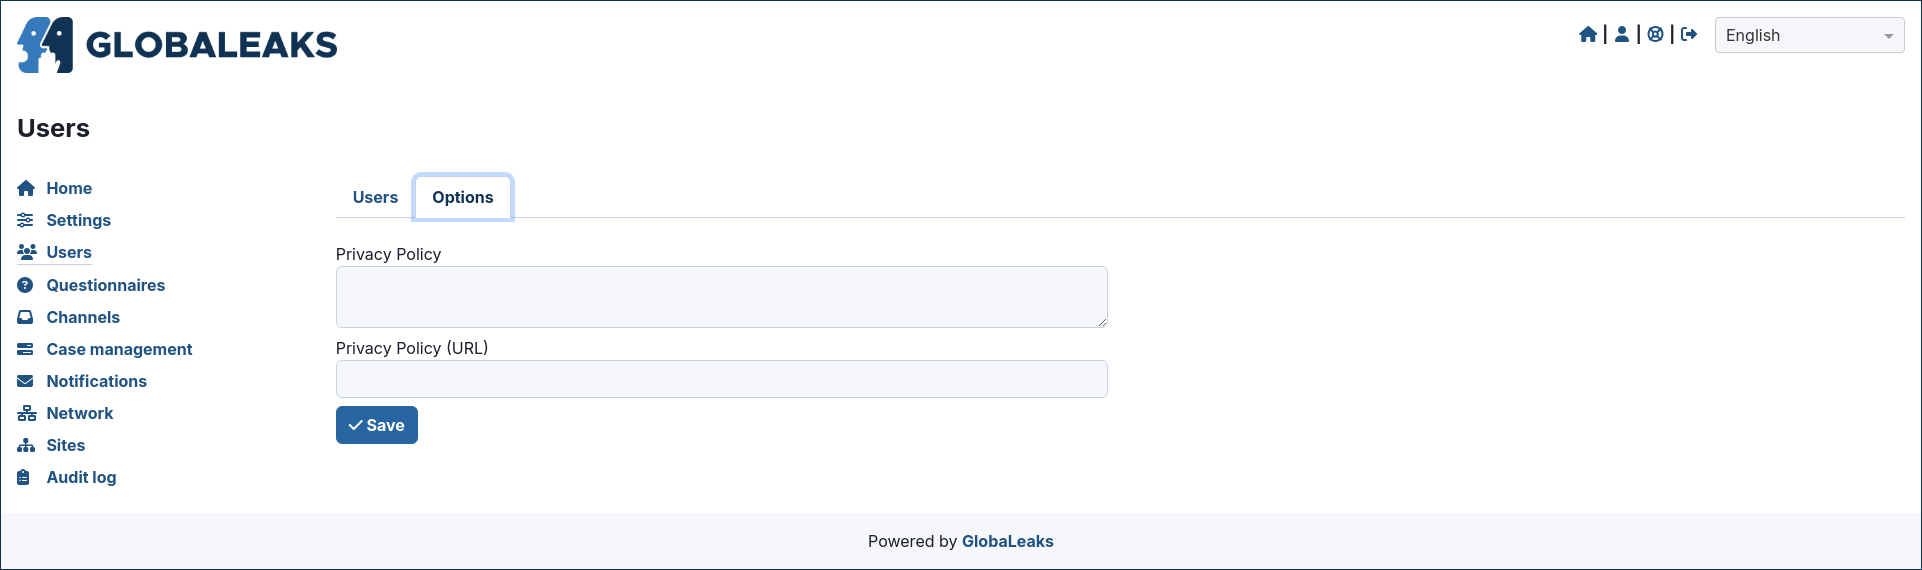 GLOBALEAKS
| | |
English
Users
Home
Settings
Users
Questionnaires
Channels
Case management
Notifications
Network
Sites
Audit log
Users Options
Privacy Policy
Privacy Policy (URL)
Save
Powered by GlobaLeaks